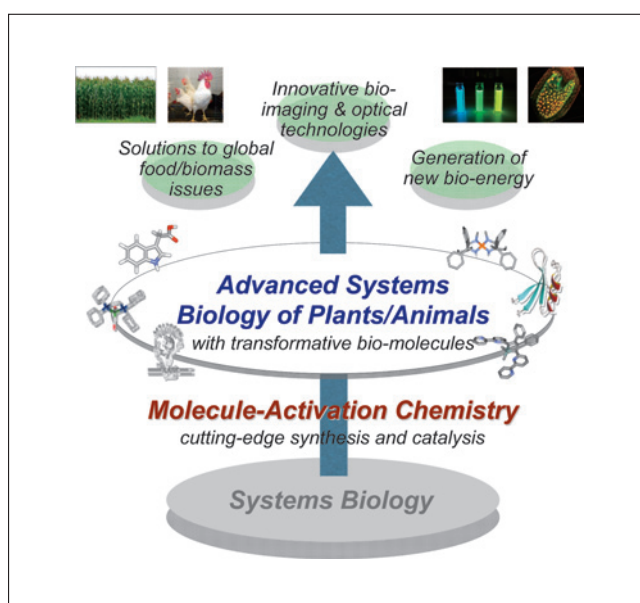 Innovative bio-
imaging & optical
technologies
Solutions to global
food/biomass
issues
Generation of
new bio-energy
Advanced Systems
Biology of Plants/Animals
with transformative bio-molecules
Molecule-Activation Chemistry
cutting-edge synthesis and catalysis
Systems Biology